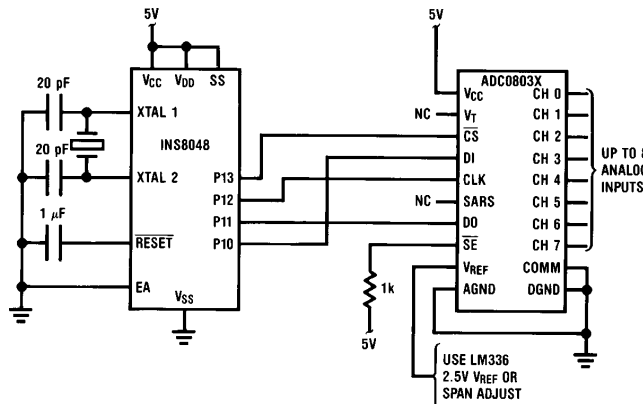 5V
5V
VCC VDD SS
20 pF
XTAL 1
INS8048
20 pF
XTAL 2
1 μF
RESET
EA
VSS
P13
P12
P11
P10
ADC0803X
VCC
NC VT
CS
DI
CLK
NC SARS
DO
SE
VREF
AGND
CH 0
CH 1
CH 2
CH 3
CH 4
CH 5
CH 6
CH 7
COMM
DGND
UP TO 8
ANALOG
INPUTS
1k
5V
USE LM336
2.5V VREF OR
SPAN ADJUST